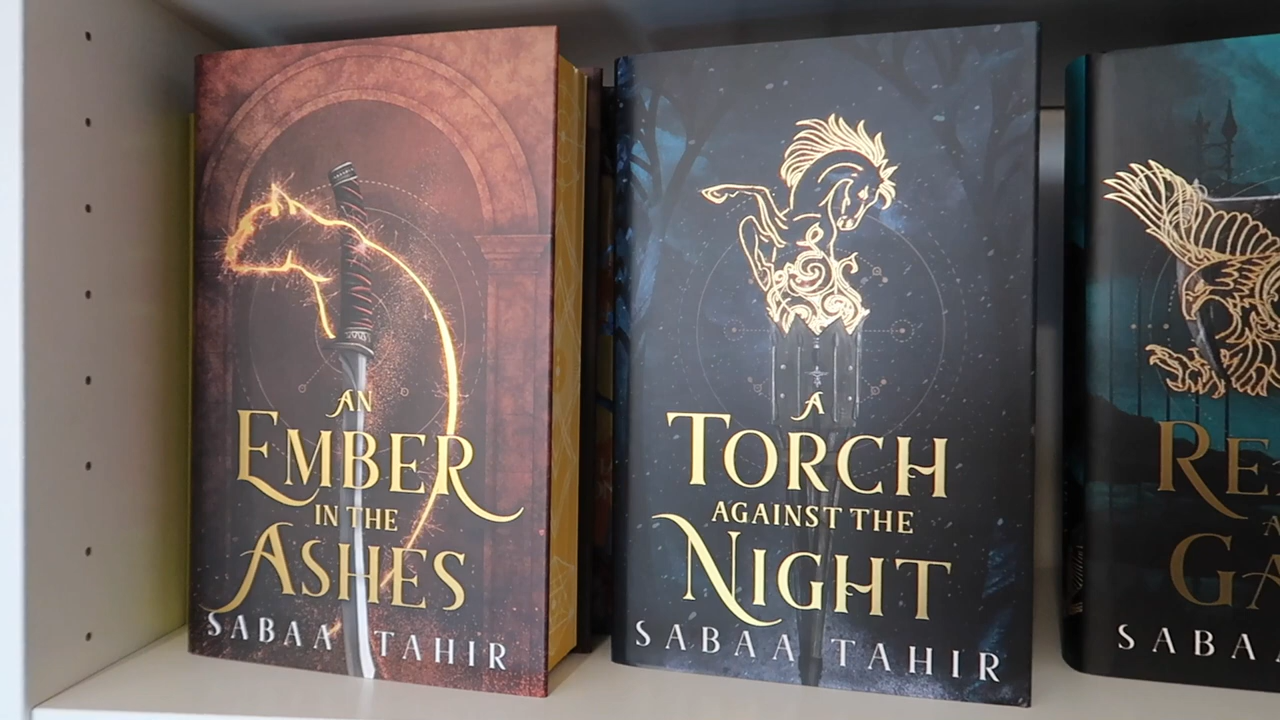 AN
EMBER
IN THE
ASHES
SABAA TAHIR
A
TORCH
AGAINST THE
NIGHT
SABAA TAHIR